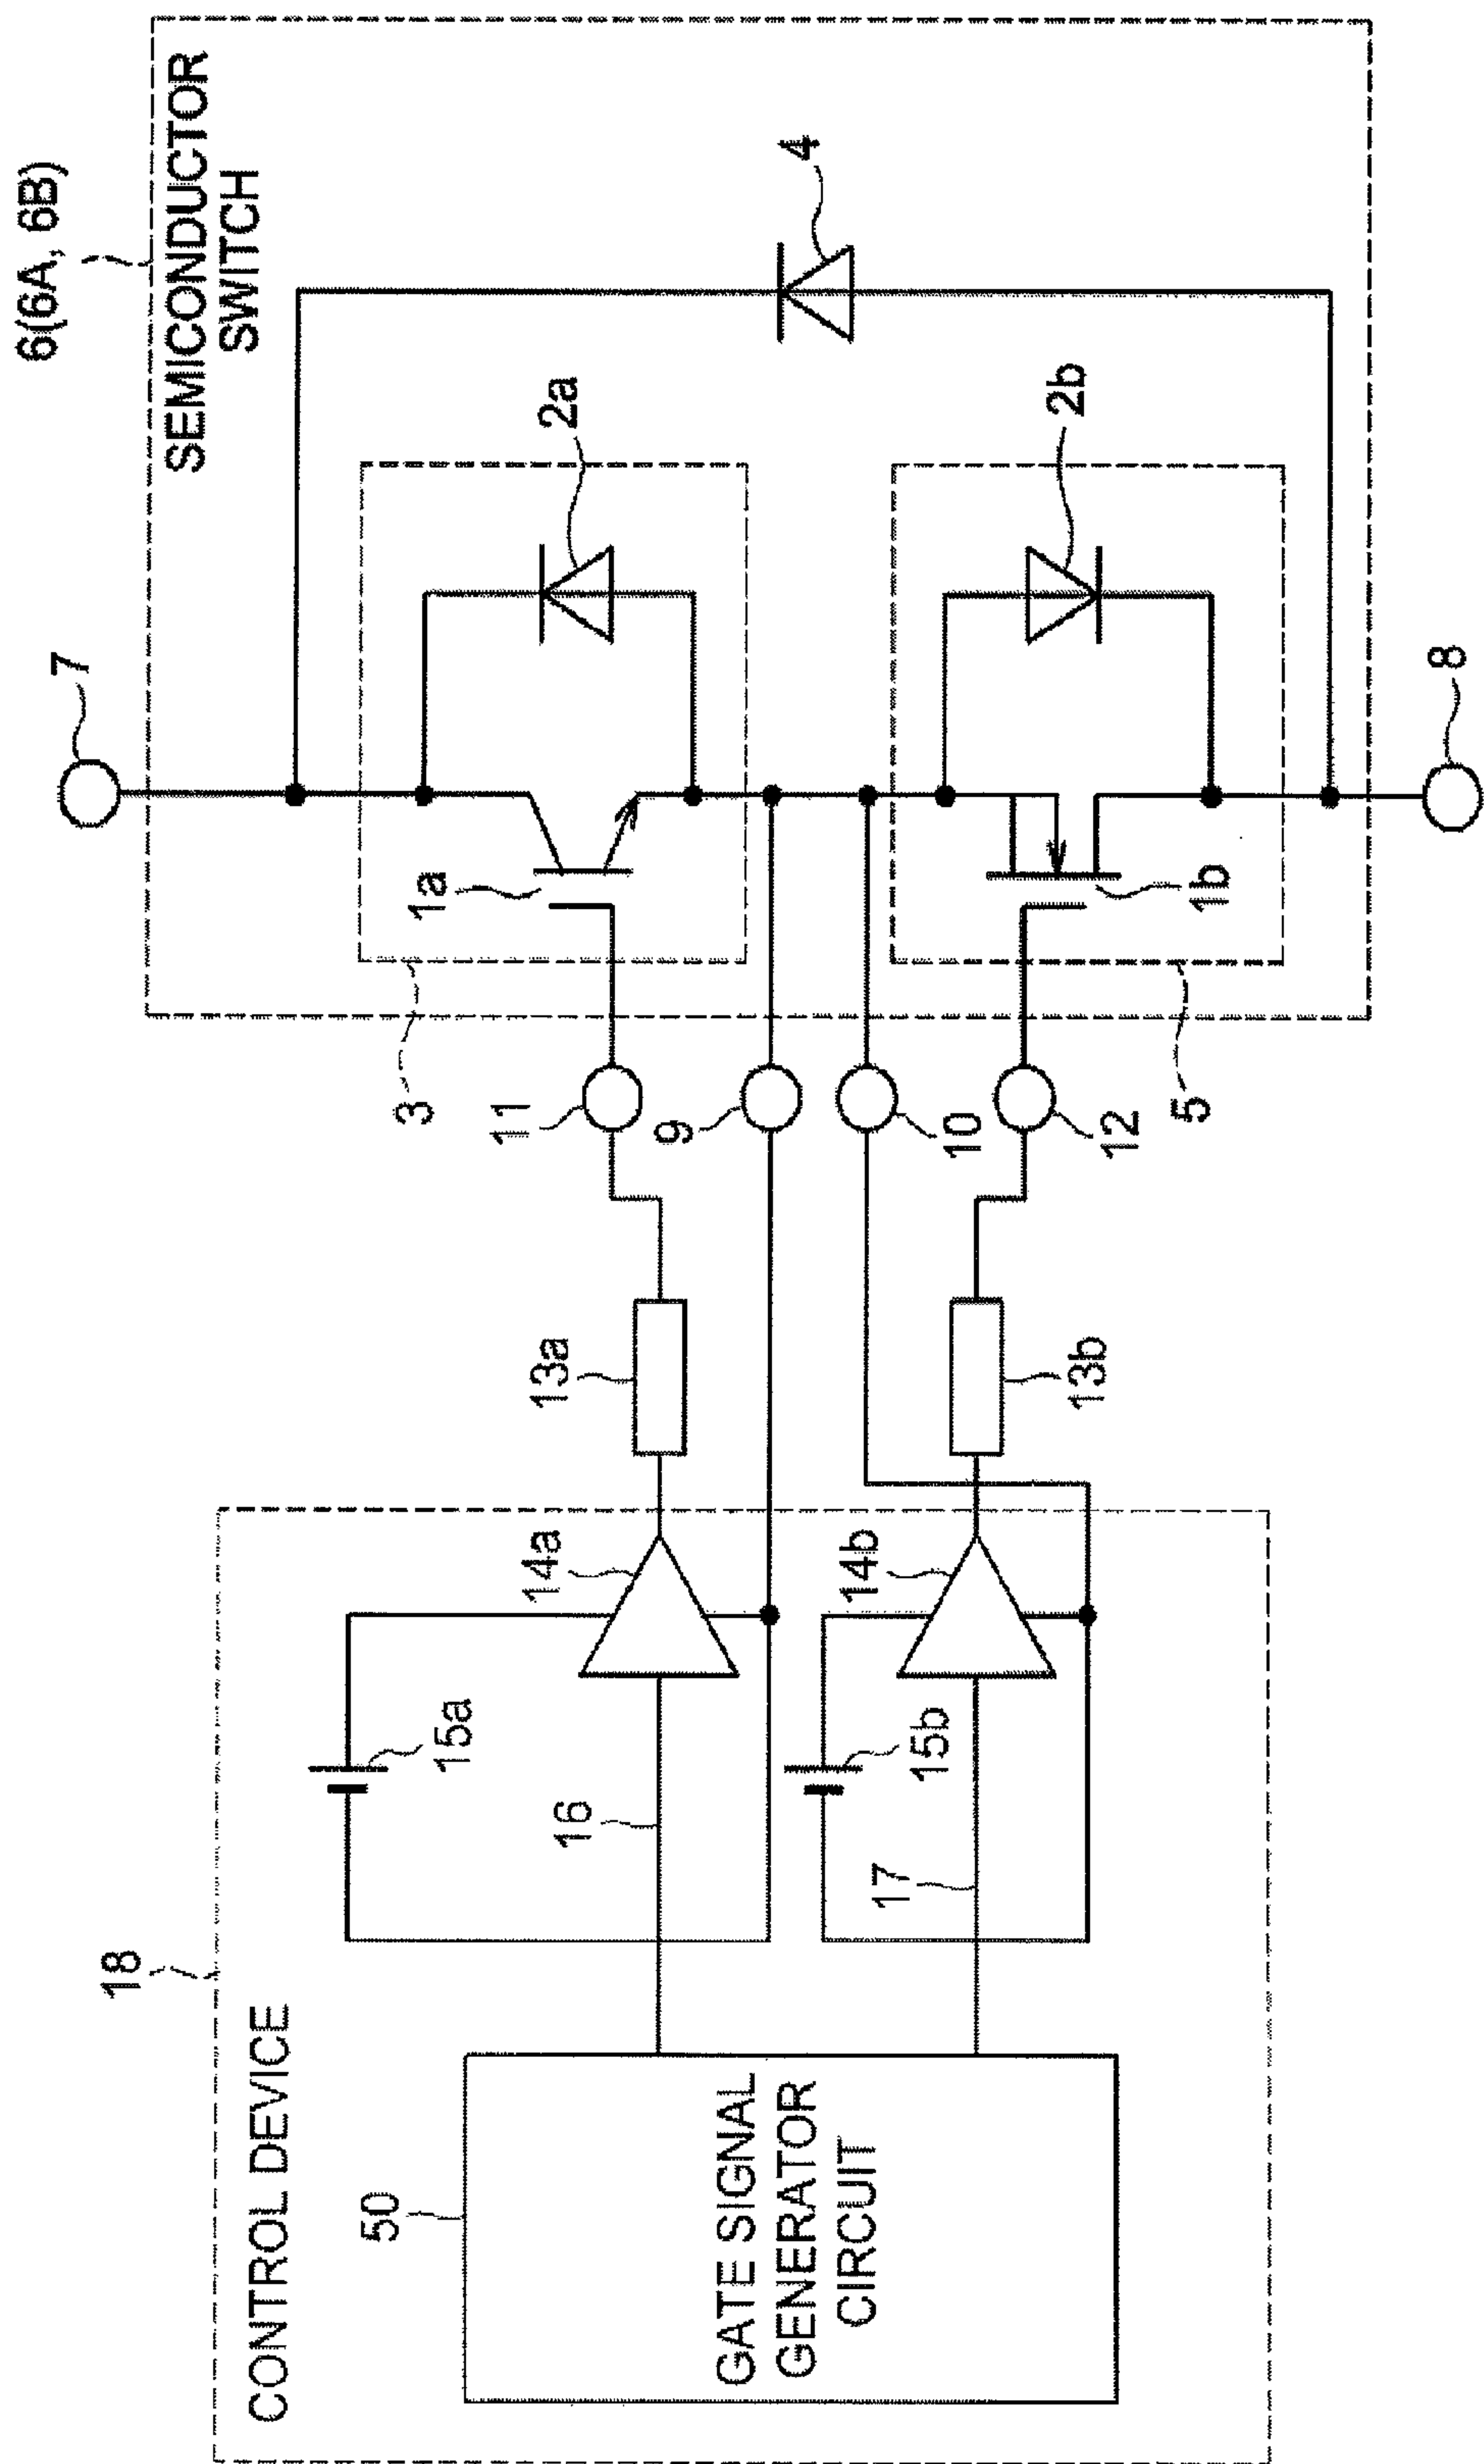 6(6A, 6B)
SEMICONDUCTOR
SWITCH
4
2a
2b
7
8
1a
1b
3
11
9
10
12
5
13a
13b
14a
14b
15a
15b
16
17
18
CONTROL DEVICE
50
GATE SIGNAL
GENERATOR
CIRCUIT